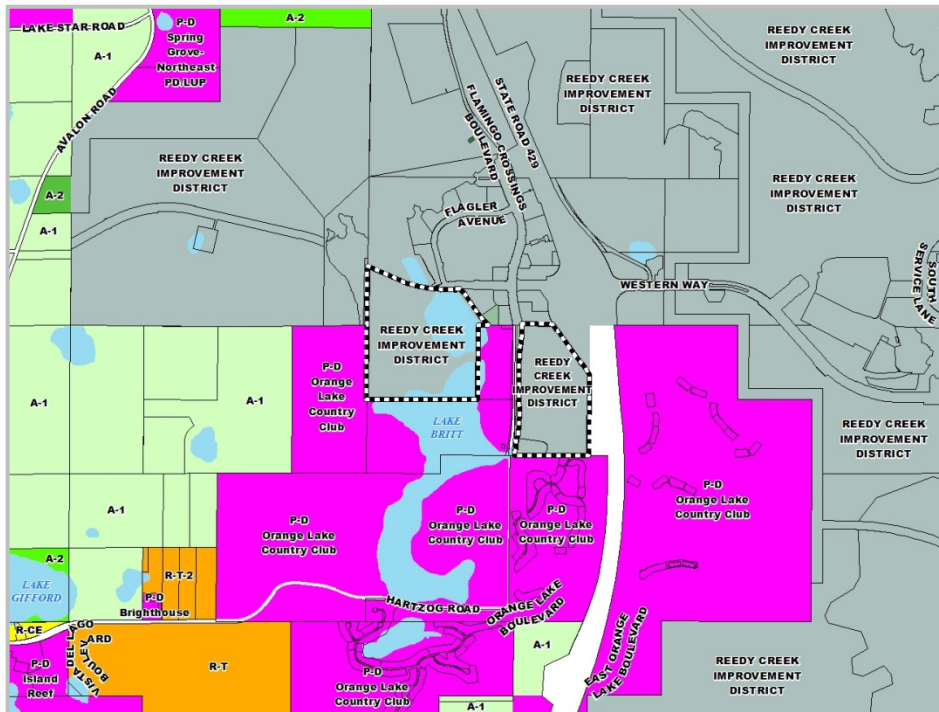 LAKE STAR ROAD
P-D
Spring
Grove-
Northeast
PD/LUP
A-2
A-1
AVALON ROAD
REEDY CREEK
IMPROVEMENT
DISTRICT
REEDY CREEK
IMPROVEMENT
DISTRICT
REEDY CREEK
IMPROVEMENT
DISTRICT
STATE ROAD 429
FLAMINGO CROSSINGS
BOULEVARD
REEDY CREEK
IMPROVEMENT
DISTRICT
A-2
A-1
FLAGLER
AVENUE
WESTERN WAY
SOUTH
SERVICE LANE
REEDY CREEK
IMPROVEMENT
DISTRICT
REEDY
CREEK
IMPROVEMENT
DISTRICT
P-D
Orange
Lake
Country
Club
A-1
A-1
LAKE
BRITT
REEDY CREEK
IMPROVEMENT
DISTRICT
P-D
Orange Lake
Country Club
P-D
Orange Lake
Country Club
P-D
Orange Lake
Country Club
P-D
Orange Lake
Country Club
A-1
A-2
LAKE
GIFFORD
R-T-2
P-D
Brighthouse
HARTZOG ROAD
ORANGE LAKE
BOULEVARD
R-CE
VISTA DEL LAGO
BOULEVARD
P-D
Island
Reef
R-T
P-D
Orange Lake
Country Club
A-1
A-1
EAST ORANGE
LAKE BOULEVARD
REEDY CREEK
IMPROVEMENT
DISTRICT